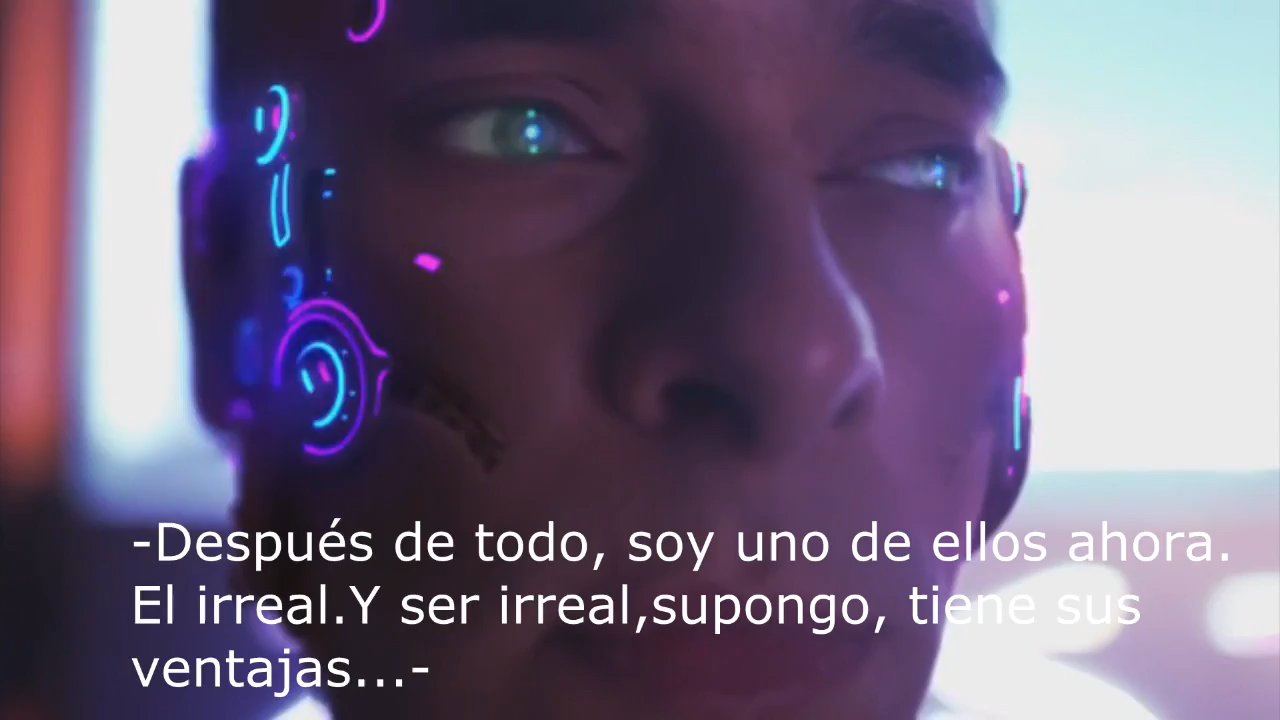 -Después de todo, soy uno de ellos ahora.
El irreal.Y ser irreal,supongo, tiene sus
ventajas...-